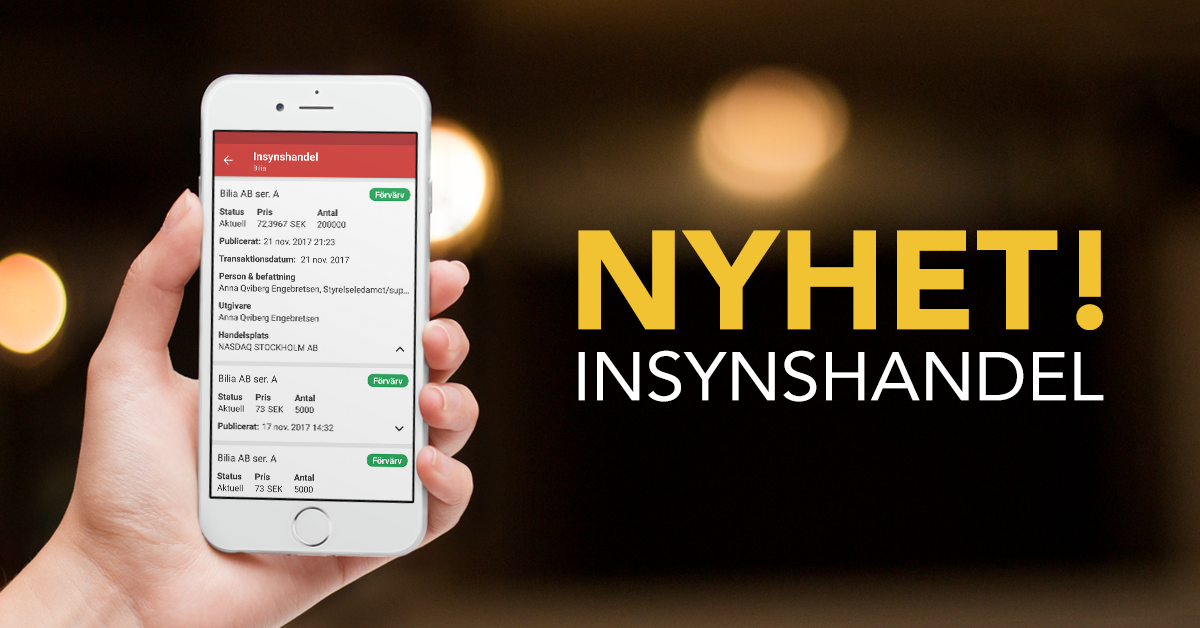 Insynshandel
Bilia
Bilia AB ser. A
Förvärv
Status Pris Antal
Aktuell 72,3967 SEK 200000
Publicerat: 21 nov. 2017 21:23
Transaktionsdatum: 21 nov. 2017
Person & befattning
Anna Qviberg Engebretsen, Styrelseledamot/sup...
Utgivare
Anna Qviberg Engebretsen
Handelsplats
NASDAQ STOCKHOLM AB
Bilia AB ser. A
Förvärv
Status Pris Antal
Aktuell 73 SEK 5000
Publicerat: 17 nov. 2017 14:32
Bilia AB ser. A
Förvärv
Status Pris Antal
Aktuell 73 SEK 5000
NYHET!
INSYNSHANDEL